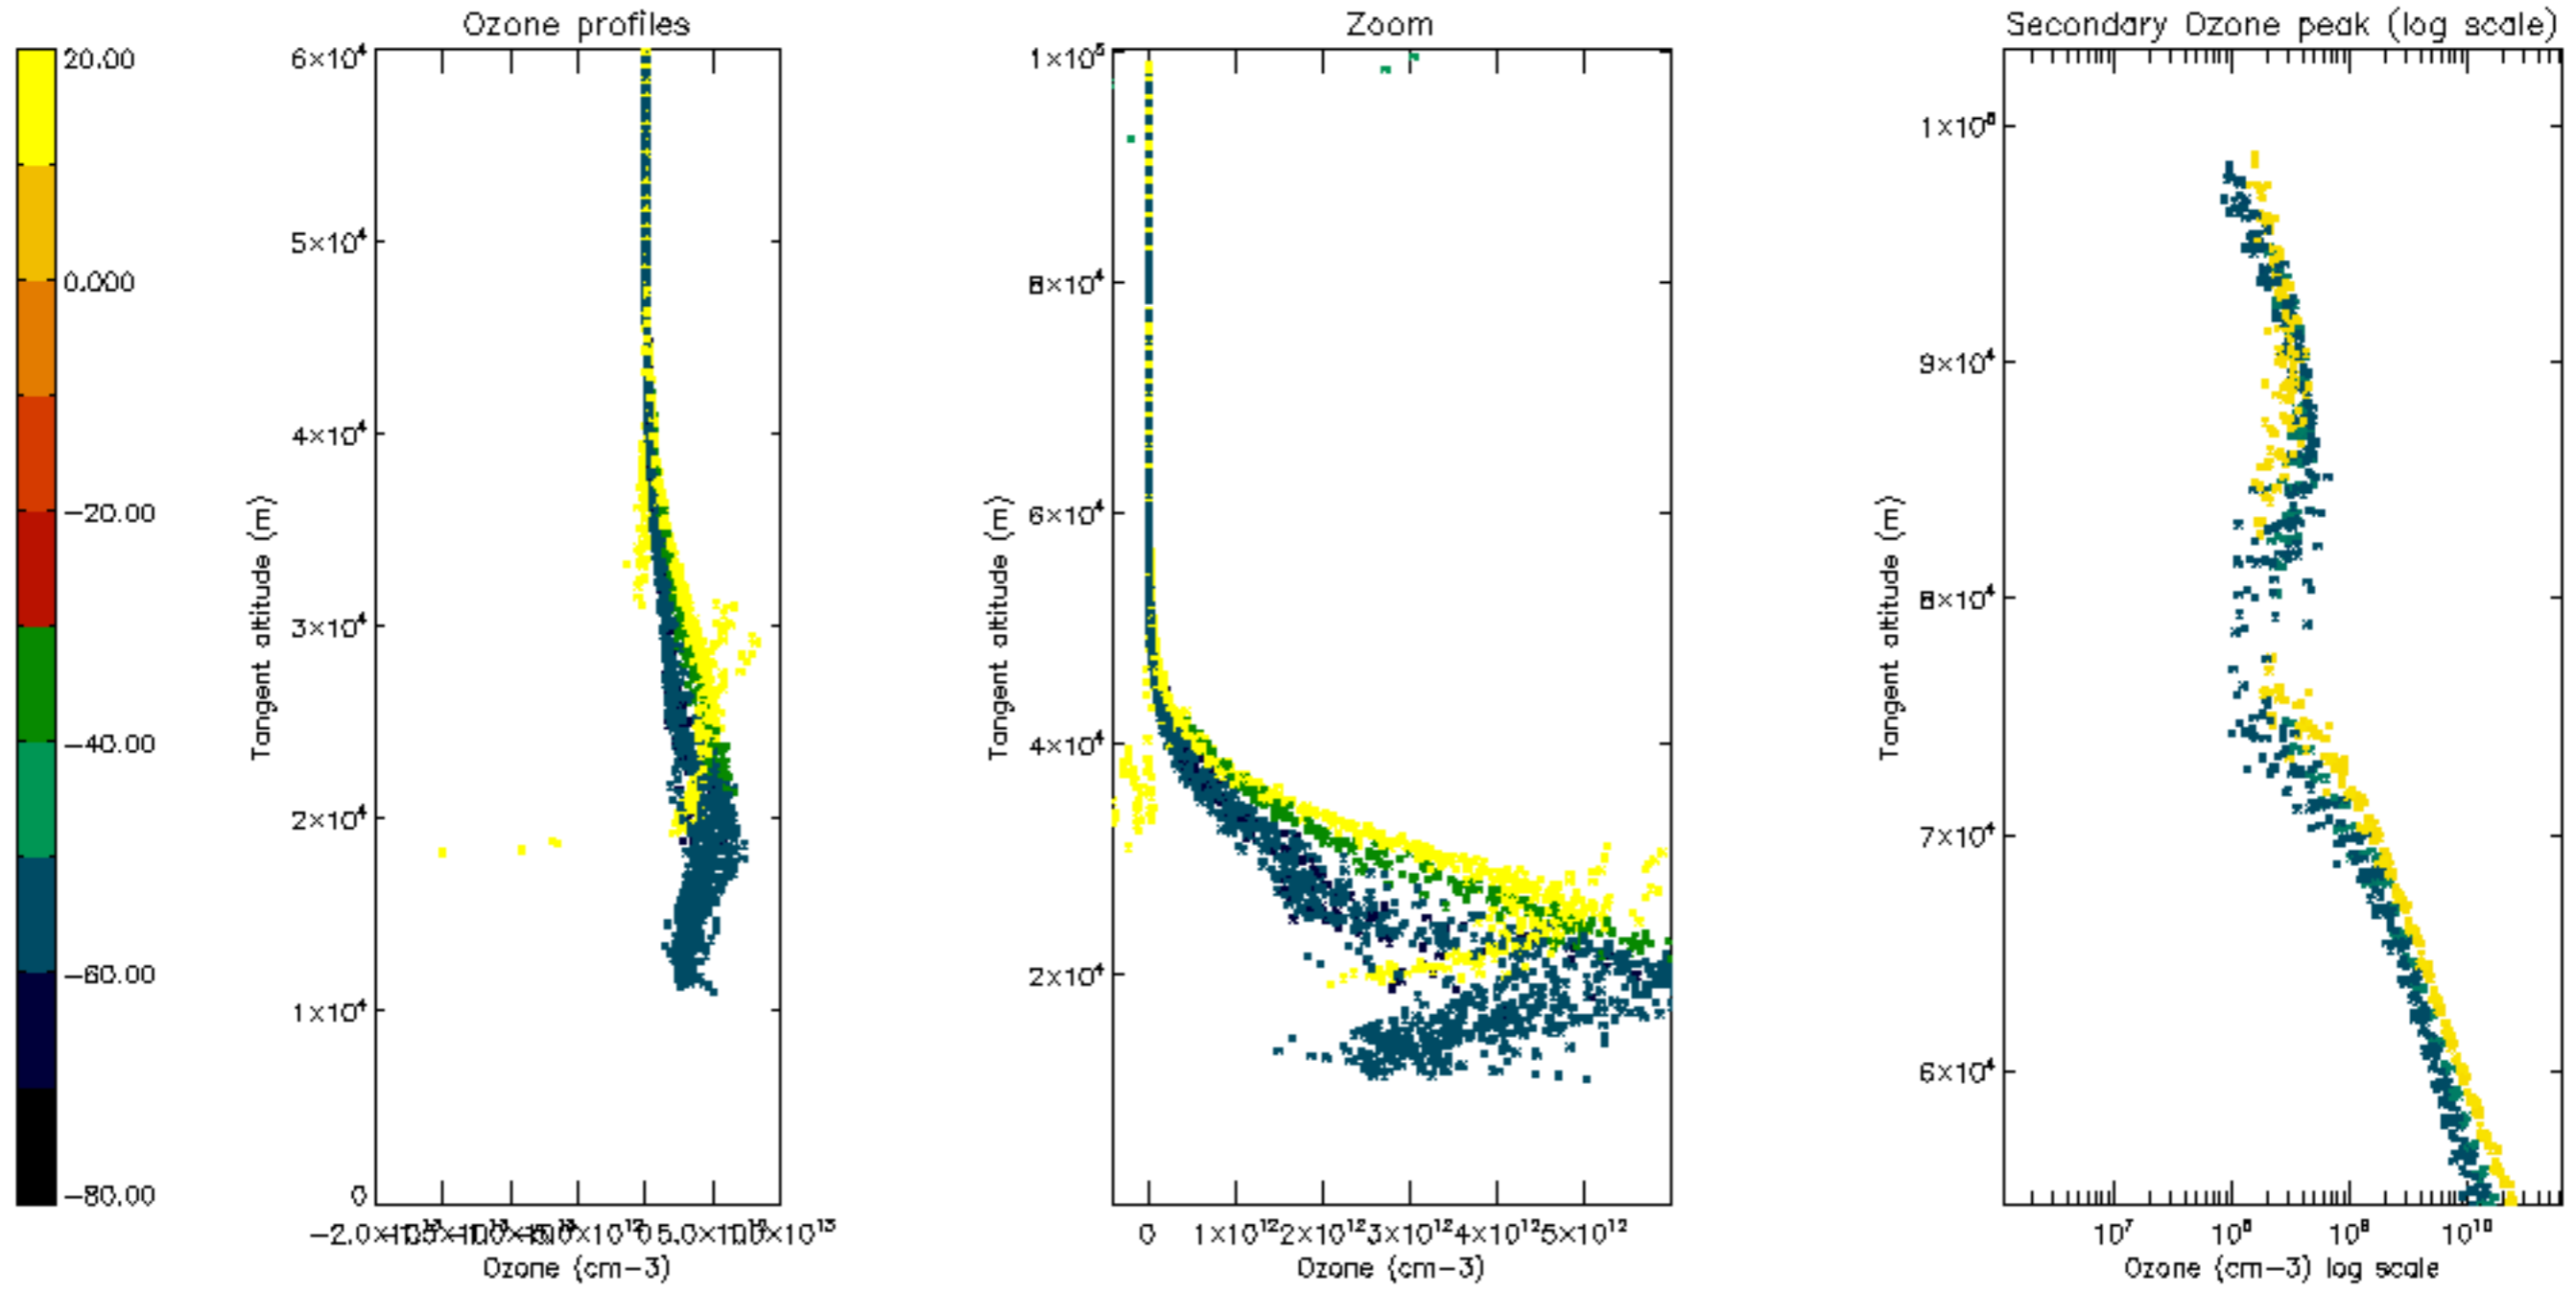 Ozone profiles
Zoom
Secondary Ozone peak (log scale)
20.00
0.000
−20.00
−40.00
−60.00
−80.00
6×10⁴
5×10⁴
4×10⁴
3×10⁴
2×10⁴
1×10⁴
0
Tangent altitude (m)
Ozone (cm−3)
1×10⁵
8×10⁴
6×10⁴
4×10⁴
2×10⁴
Tangent altitude (m)
0 1×10¹² 2×10¹² 3×10¹² 4×10¹² 5×10¹²
Ozone (cm−3)
1×10⁵
9×10⁴
8×10⁴
7×10⁴
6×10⁴
Tangent altitude (m)
10⁷ 10⁸ 10⁹ 10¹⁰
Ozone (cm−3) log scale